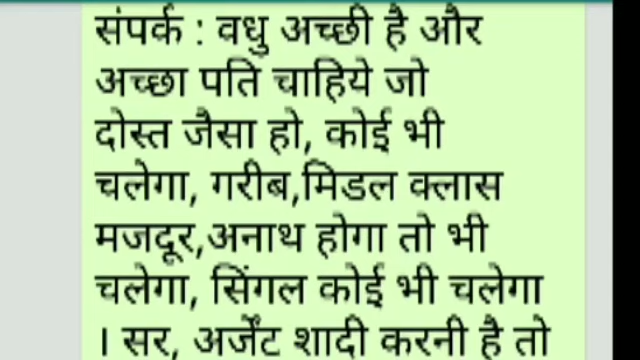 संपर्क : वधु अच्छी है और
अच्छा पति चाहिये जो
दोस्त जैसा हो, कोई भी
चलेगा, गरीब,मिडल क्लास
मजदूर,अनाथ होगा तो भी
चलेगा, सिंगल कोई भी चलेगा
। सर, अर्जेंट शादी करनी है तो